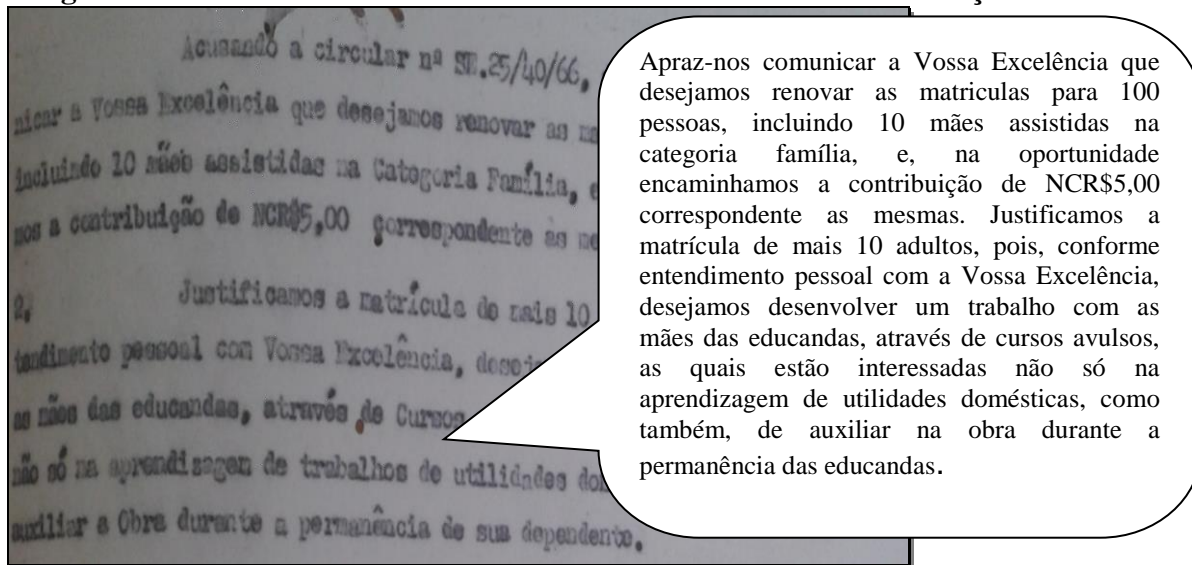 Acusando a circular nº SE.25/40/66,
nicar a Vossa Excelência que desejamos renovar as
incluindo 10 mães assistidas na Categoria Família,
nos a contribuição de NCR$5,00 correspondente às
2. Justificamos a matrícula de mais 10
tendimento pessoal com Vossa Excelência,
as mães das educandas, através de Cursos
não só na aprendizagem de trabalhos de utilidades
auxiliar a Obra durante a permanência de sua dependente.
Apraz-nos comunicar a Vossa Excelência que
desejamos renovar as matriculas para 100
pessoas, incluindo 10 mães assistidas na
categoria família, e, na oportunidade
encaminhamos a contribuição de NCR$5,00
correspondente as mesmas. Justificamos a
matrícula de mais 10 adultos, pois, conforme
entendimento pessoal com a Vossa Excelência,
desejamos desenvolver um trabalho com as
mães das educandas, através de cursos avulsos,
as quais estão interessadas não só na
aprendizagem de utilidades domésticas, como
também, de auxiliar na obra durante a
permanência das educandas.